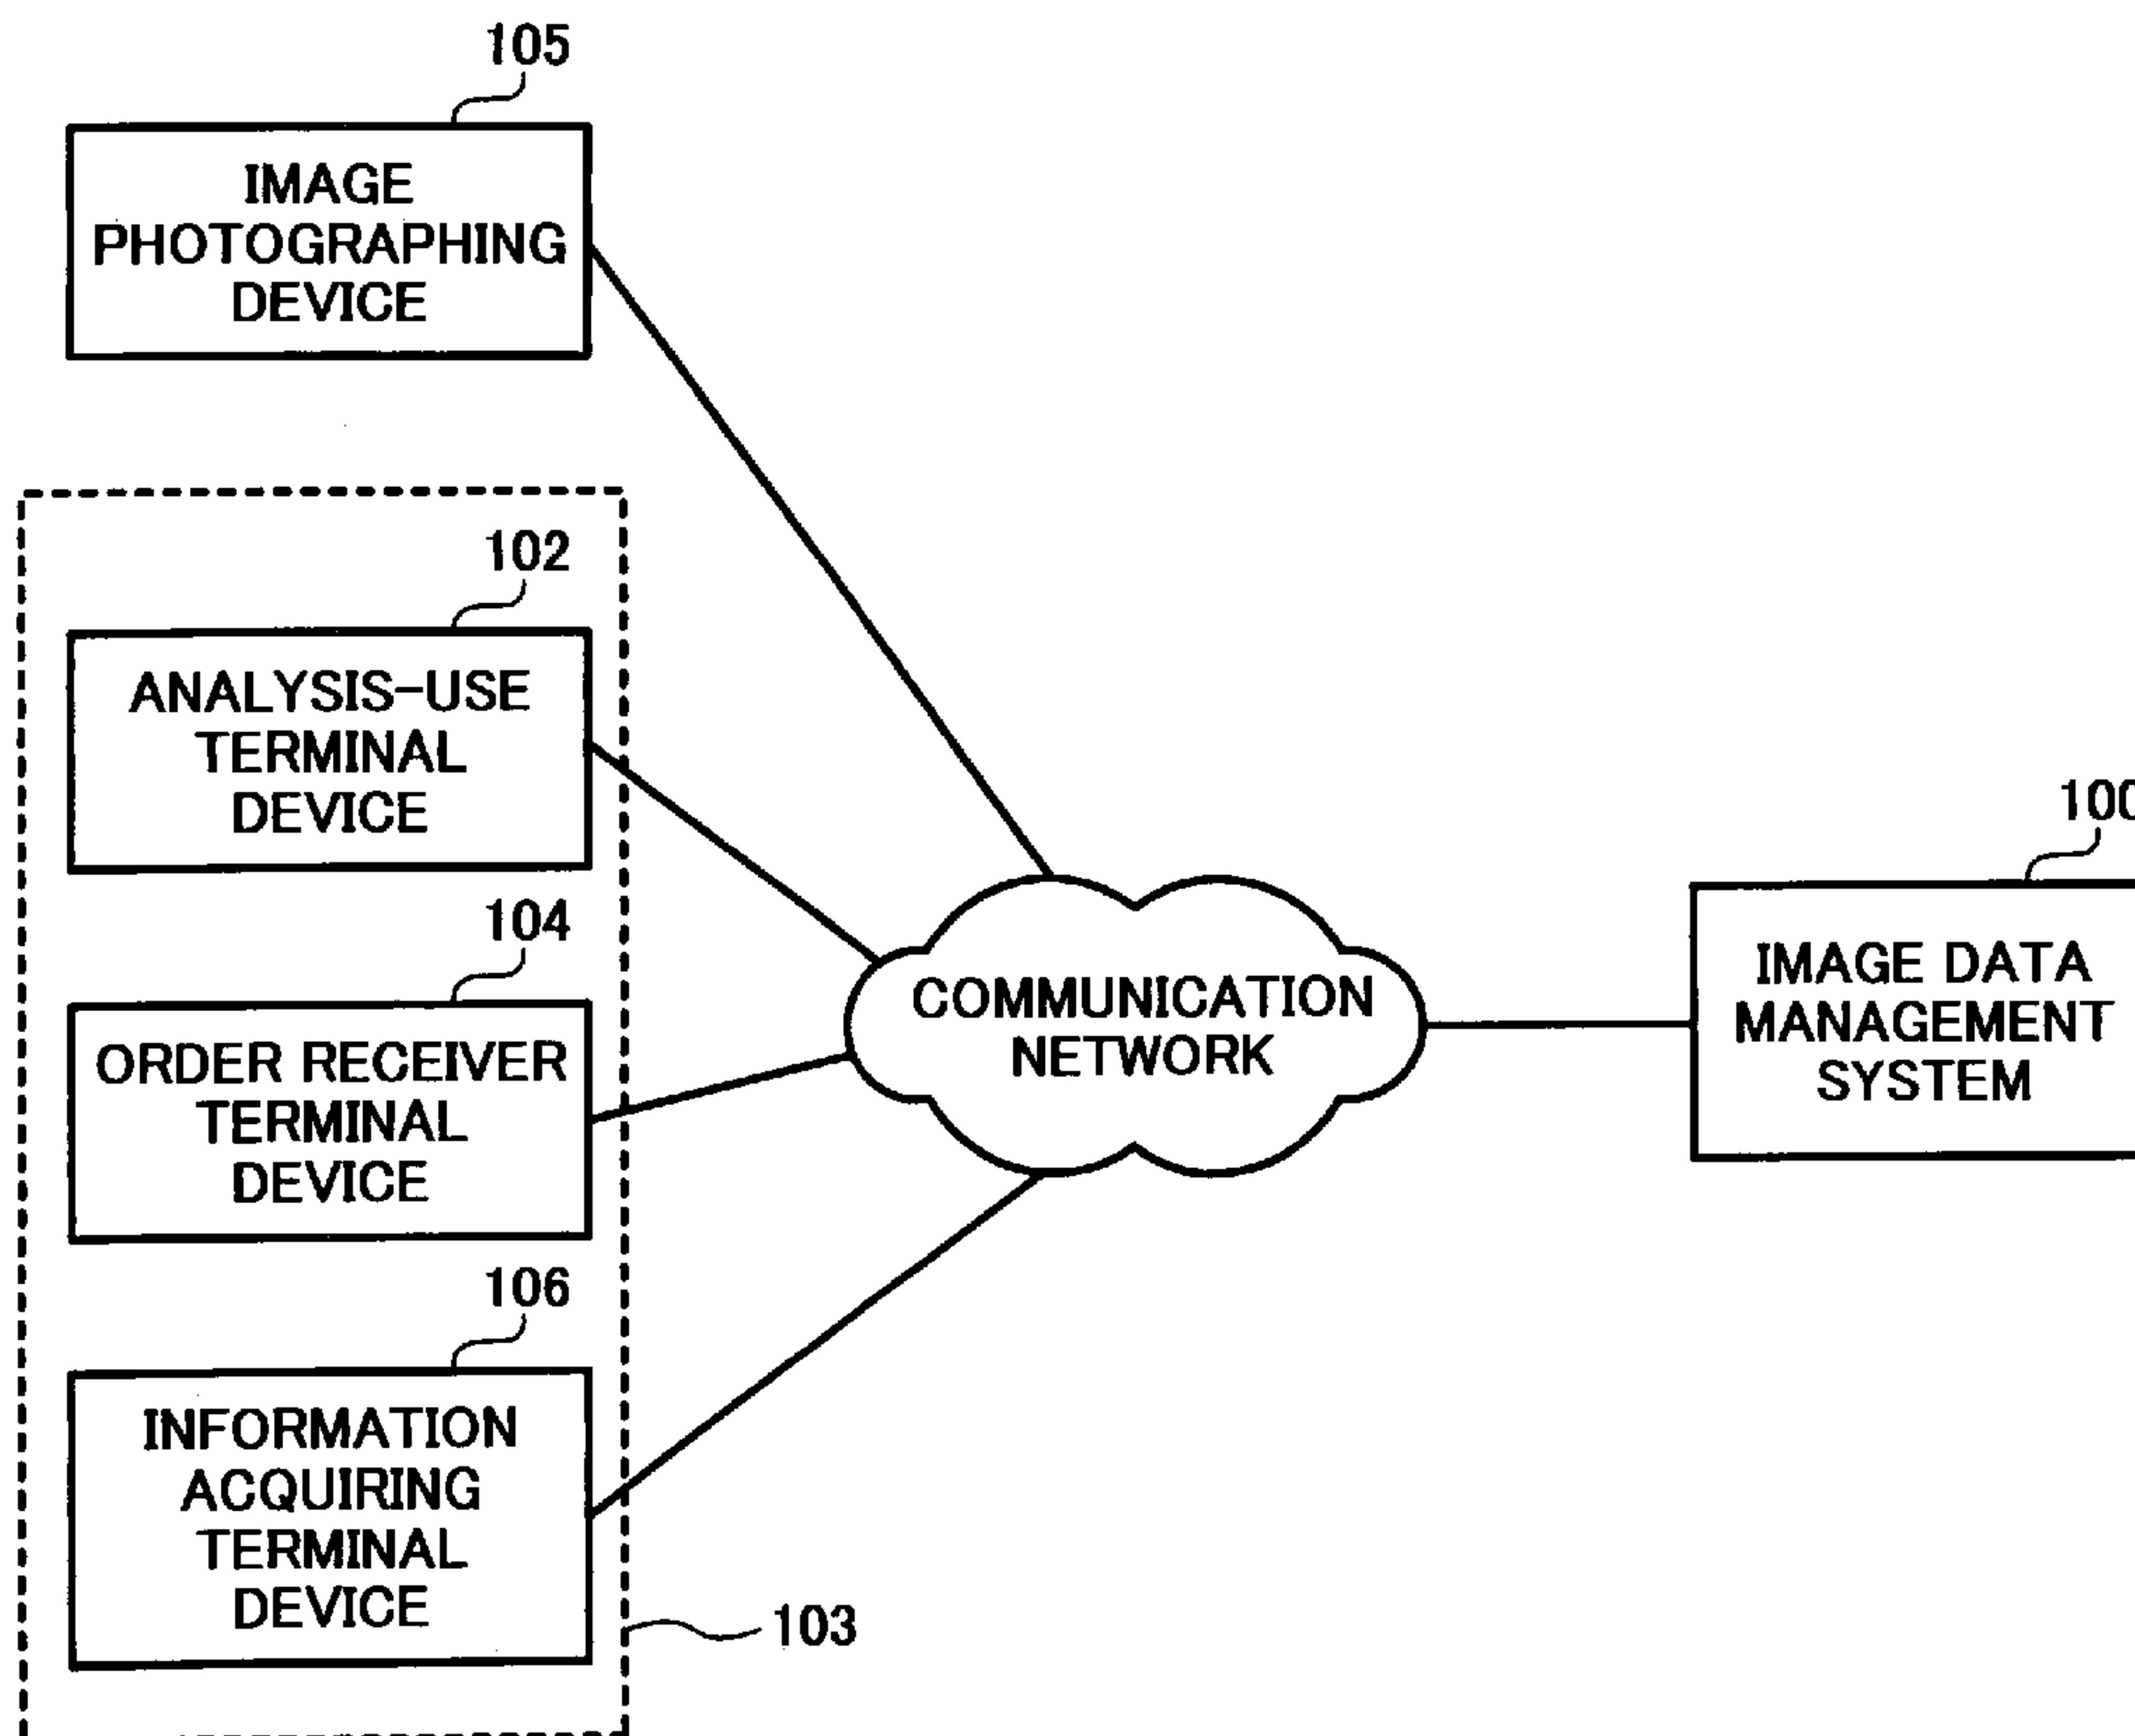 105
IMAGE
PHOTOGRAPHING
DEVICE
102
ANALYSIS-USE
TERMINAL
DEVICE
104
ORDER RECEIVER
TERMINAL
DEVICE
106
INFORMATION
ACQUIRING
TERMINAL
DEVICE
103
COMMUNICATION
NETWORK
100
IMAGE DATA
MANAGEMENT
SYSTEM